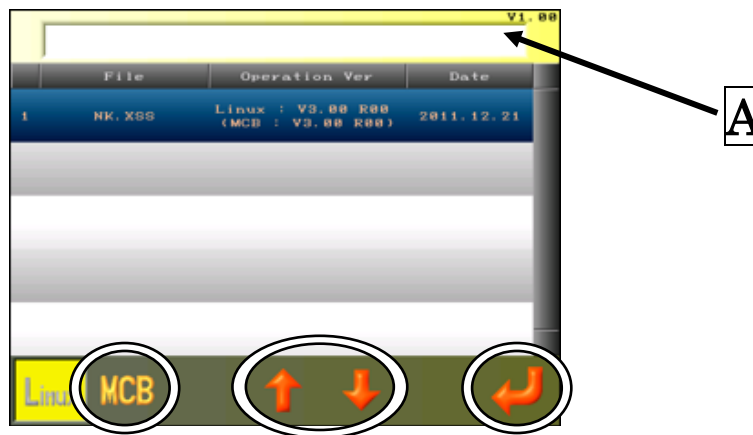 V1.00
A
File Operation Ver Date
1 NK.XSS Linux : V3.00 R00 2011.12.21
(MCB : V3.00 R00)
Linux MCB